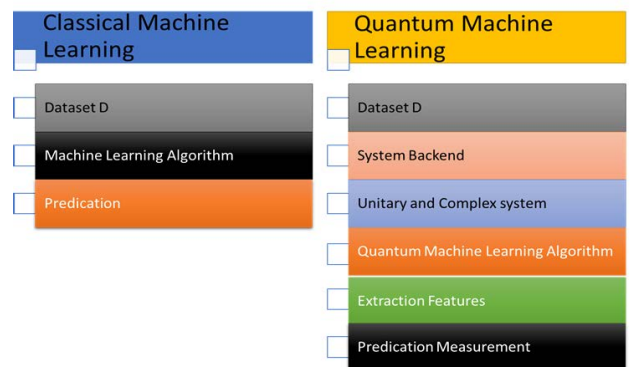 Classical Machine
Learning
Dataset D
Machine Learning Algorithm
Predication
Quantum Machine
Learning
Dataset D
System Backend
Unitary and Complex system
Quantum Machine Learning Algorithm
Extraction Features
Predication Measurement